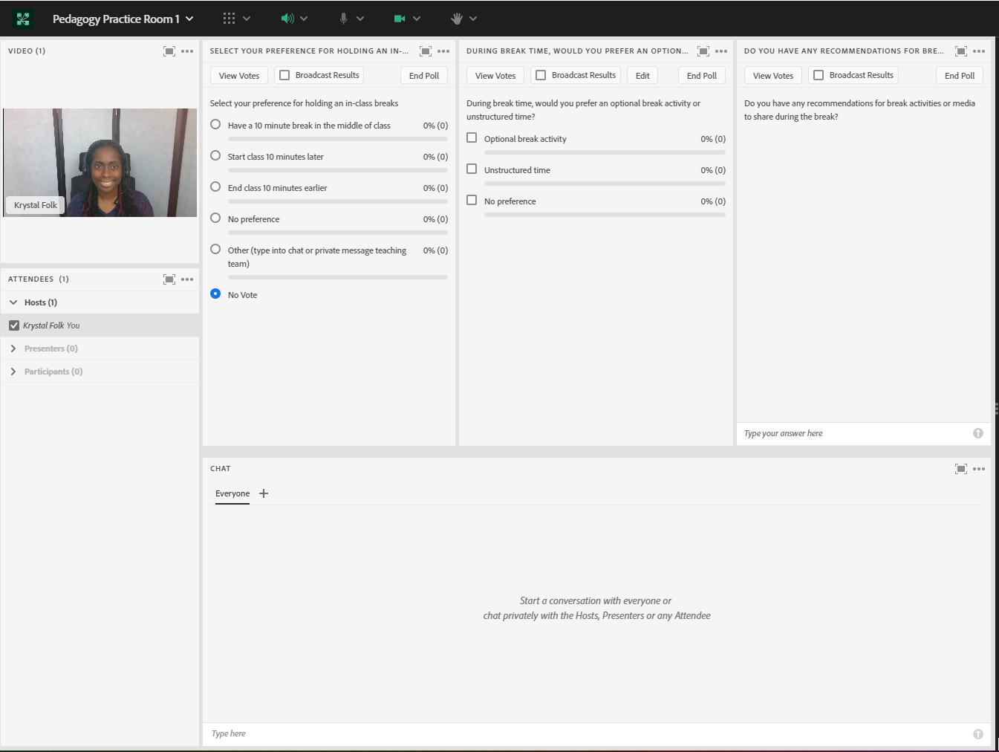 Pedagogy Practice Room 1
VIDEO (1)
Krystal Folk
ATTENDEES (1)
Hosts (1)
Krystal Folk You
Presenters (0)
Participants (0)
SELECT YOUR PREFERENCE FOR HOLDING AN IN-...
View Votes
Broadcast Results
End Poll
Select your preference for holding an in-class breaks
Have a 10 minute break in the middle of class 0% (0)
Start class 10 minutes later 0% (0)
End class 10 minutes earlier 0% (0)
No preference 0% (0)
Other (type into chat or private message teaching 0% (0)
team)
No Vote
DURING BREAK TIME, WOULD YOU PREFER AN OPTION...
View Votes
Broadcast Results
Edit
End Poll
During break time, would you prefer an optional break activity or
unstructured time?
Optional break activity 0% (0)
Unstructured time 0% (0)
No preference 0% (0)
DO YOU HAVE ANY RECOMMENDATIONS FOR BRE...
View Votes
Broadcast Results
End Poll
Do you have any recommendations for break activities or media
to share during the break?
Type your answer here
CHAT
Everyone
Start a conversation with everyone or
chat privately with the Hosts, Presenters or any Attendee
Type here